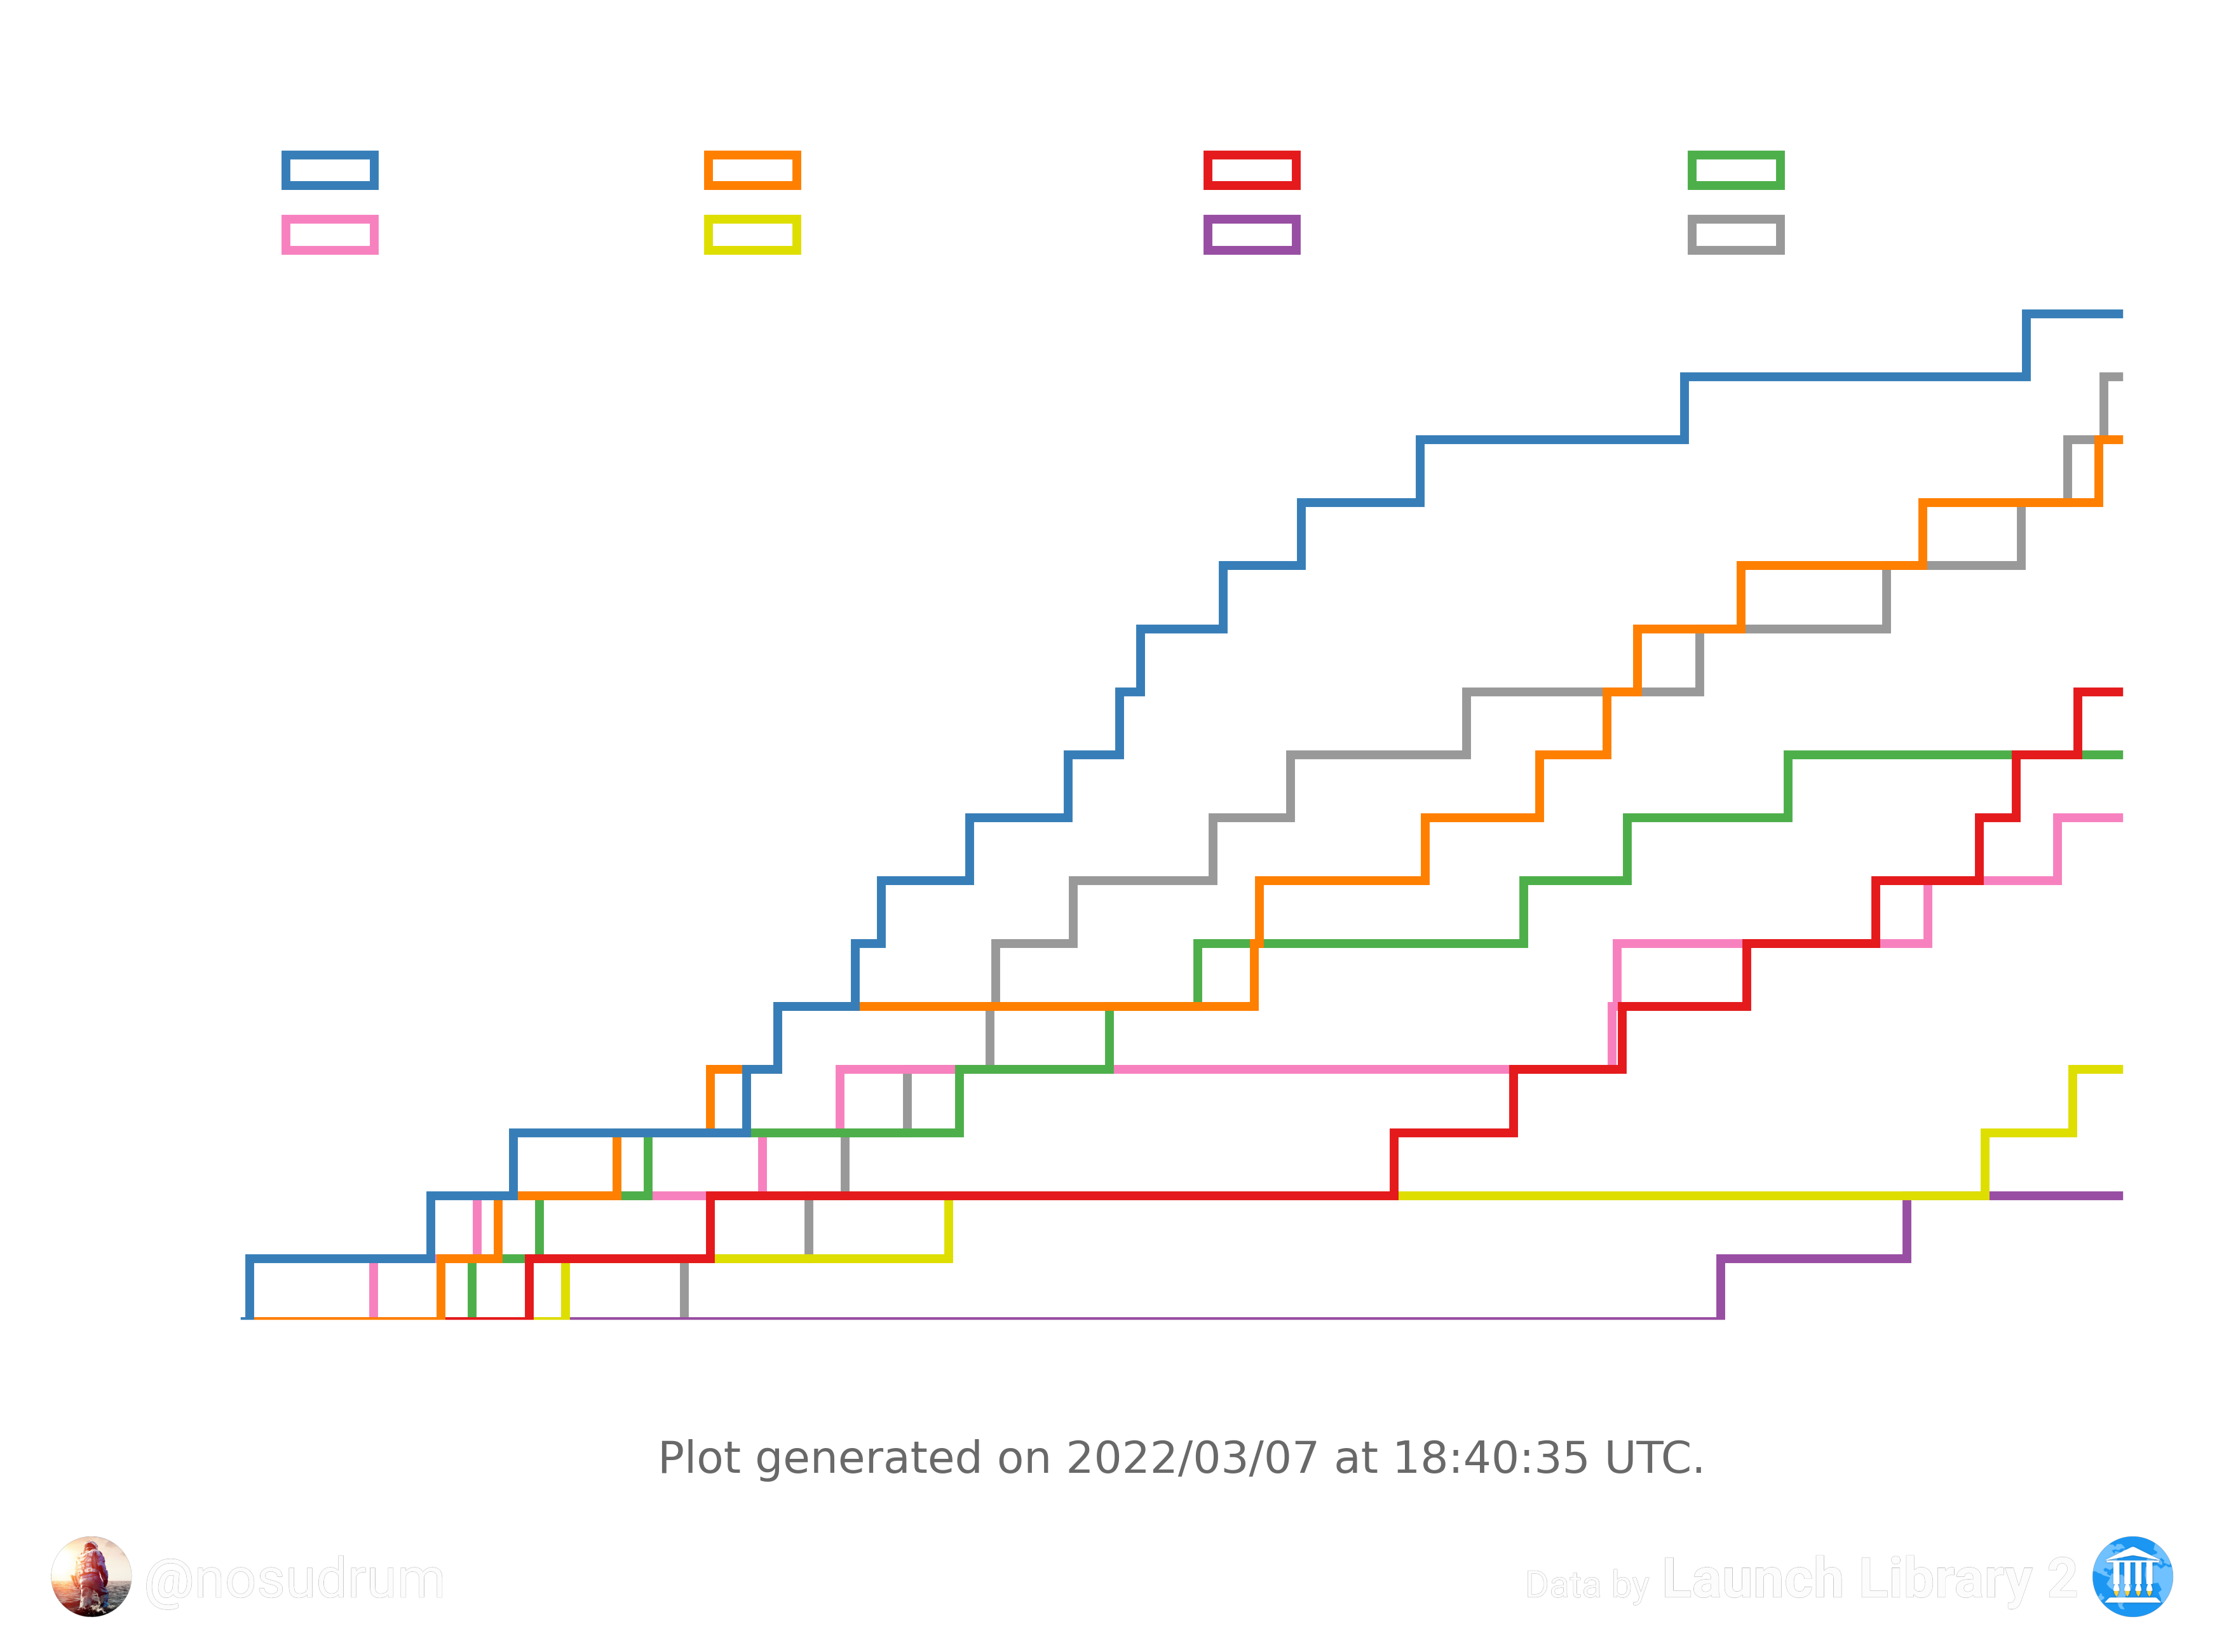 Plot generated on 2022/03/07 at 18:40:35 UTC.
@nosudrum
Data by Launch Library 2